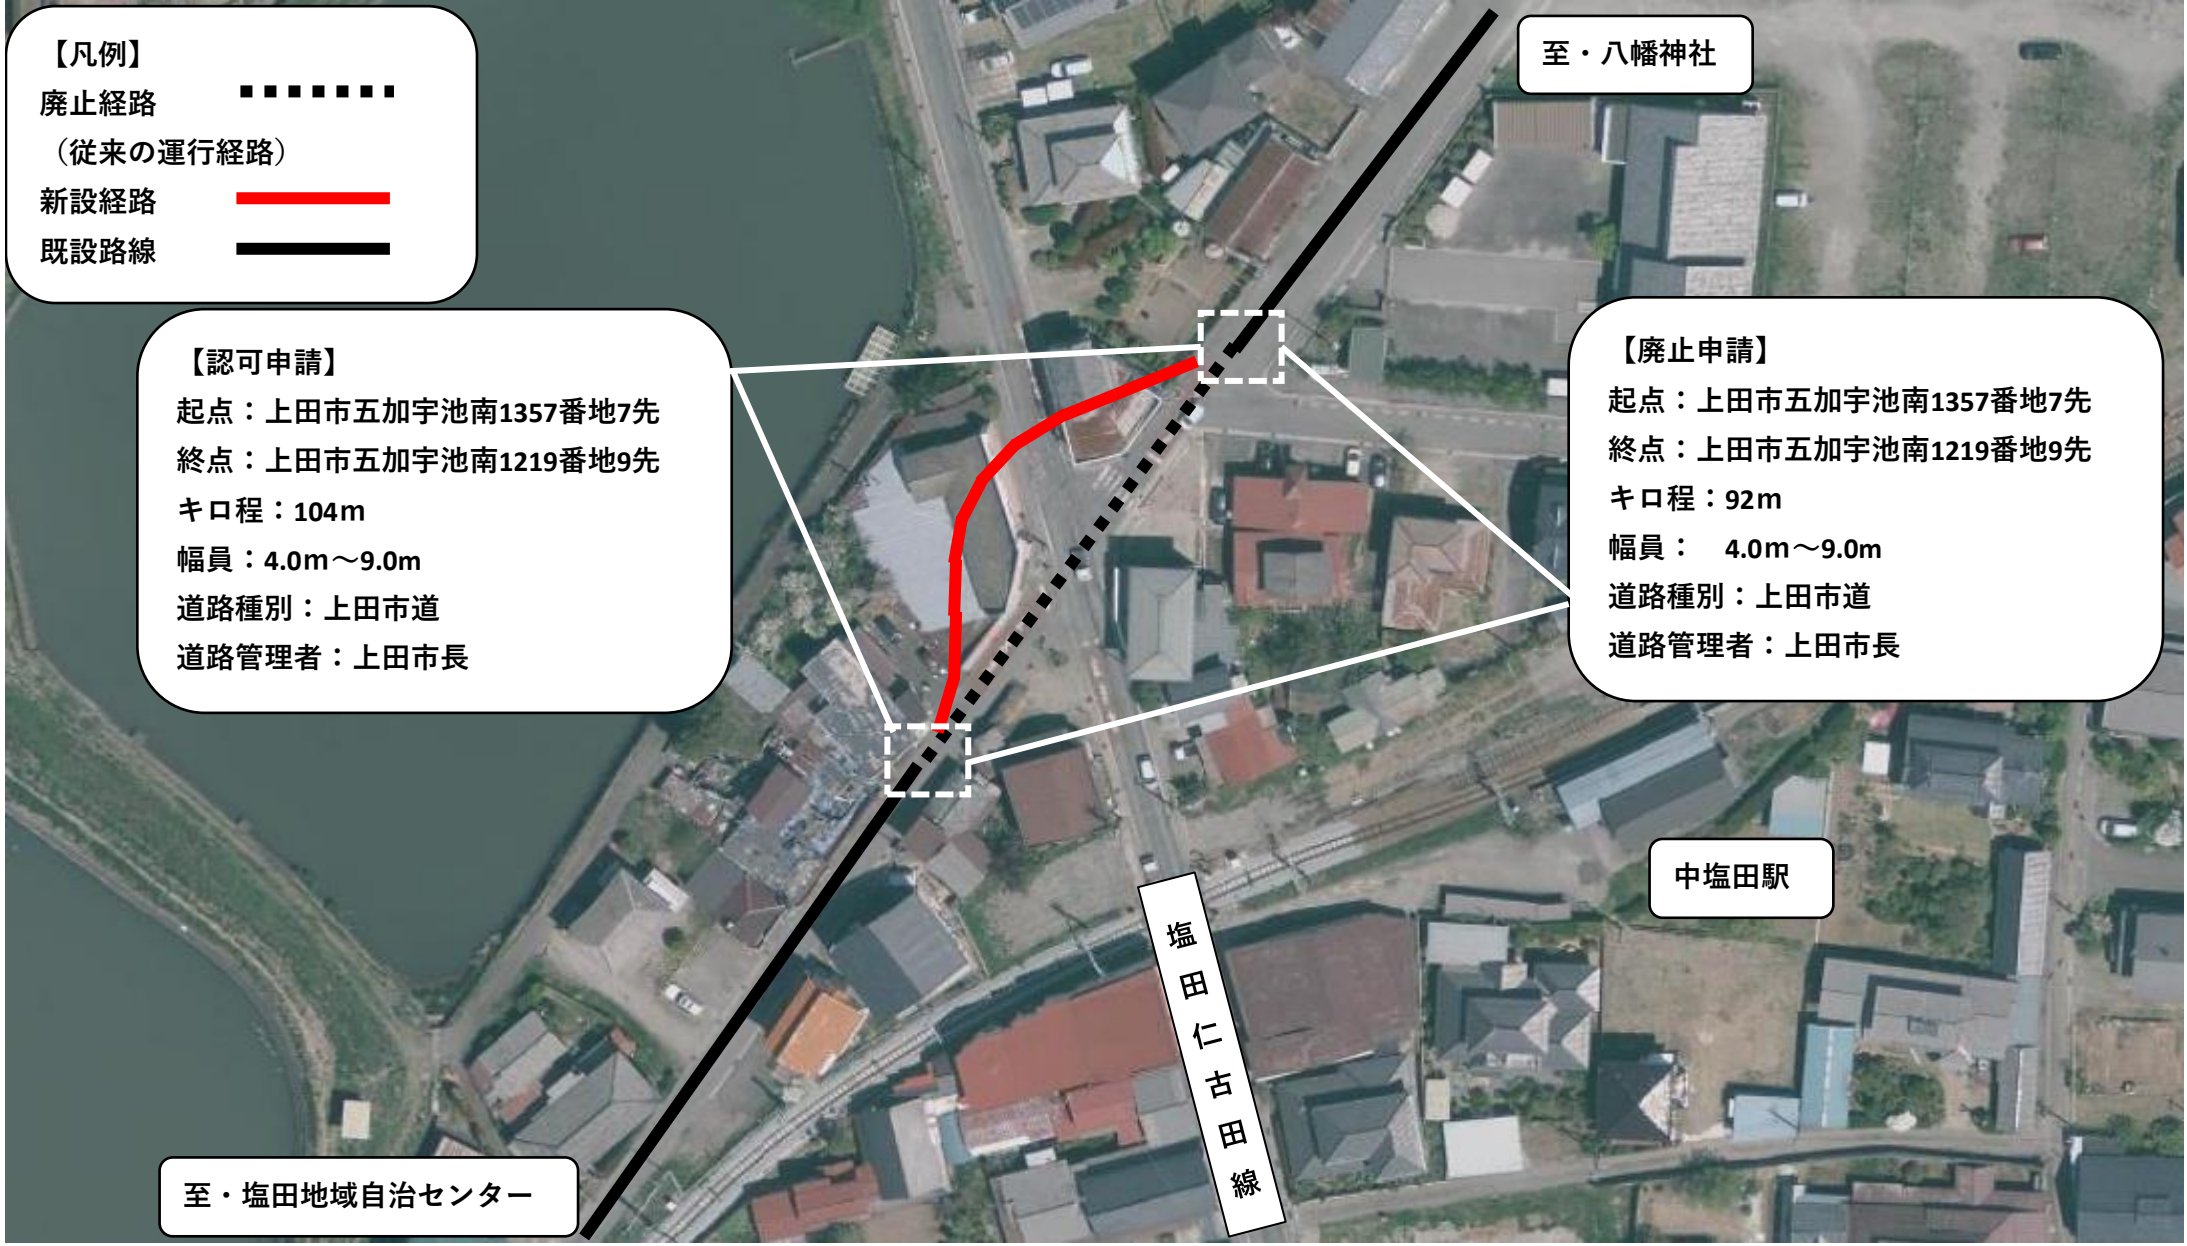 【凡例】
廃止経路
（従来の運行経路）
新設経路
既設路線
至・八幡神社
【認可申請】
起点：上田市五加宇池南1357番地7先
終点：上田市五加宇池南1219番地9先
キロ程：104m
幅員：4.0m～9.0m
道路種別：上田市道
道路管理者：上田市長
【廃止申請】
起点：上田市五加宇池南1357番地7先
終点：上田市五加宇池南1219番地9先
キロ程：92m
幅員：　4.0m～9.0m
道路種別：上田市道
道路管理者：上田市長
中塩田駅
塩田仁古田線
至・塩田地域自治センター